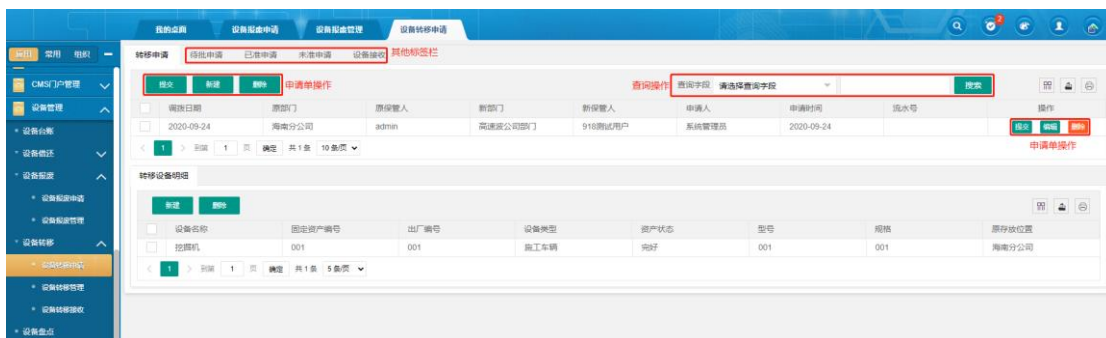 我的桌面 设备报废申请 设备报废管理 设备转移申请
2
常用 组织
转移申请 待批申请 已准申请 未准申请 设备接收 其他标签栏
CMS门户管理
设备管理
设备台账
设备借还
设备报废
设备报废申请
设备报废管理
设备转移
设备转移申请
设备转移管理
设备转移接收
设备盘点
提交 新建 删除 申请单操作 查询操作 查询字段 请选择查询字段 搜索
调拨日期 原部门 原保管人 新部门 新保管人 申请人 申请时间 流水号 操作
2020-09-24 海南分公司 admin 高速波公司部门 918测试用户 系统管理员 2020-09-24 提交 编辑 删除
< 1 > 到第 1 页 确定 共 1 条 10 条/页
申请单操作
转移设备明细
新建 删除
设备名称 固定资产编号 出厂编号 设备类型 资产状态 型号 规格 原存放位置
挖掘机 001 001 施工车辆 完好 001 001 海南分公司
< 1 > 到第 1 页 确定 共 1 条 5 条/页